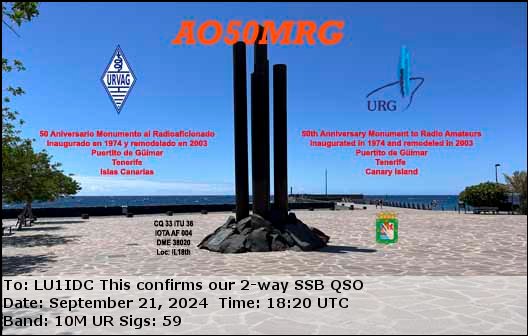 AO50MRG
URVAG
URG
50 Aniversario Monumento al Radioaficionado
Inaugurado en 1974 y remodelado en 2003
Puertito de Güimar
Tenerife
Islas Canarias
50th Anniversary Monument to Radio Amateurs
Inaugurated in 1974 and remodeled in 2003
Puertito de Güimar
Tenerife
Canary Island
CQ 33 ITU 36
IOTA AF 004
DME 38020
Loc: IL18th
To: LU1IDC This confirms our 2-way SSB QSO
Date: September 21, 2024 Time: 18:20 UTC
Band: 10M UR Sigs: 59